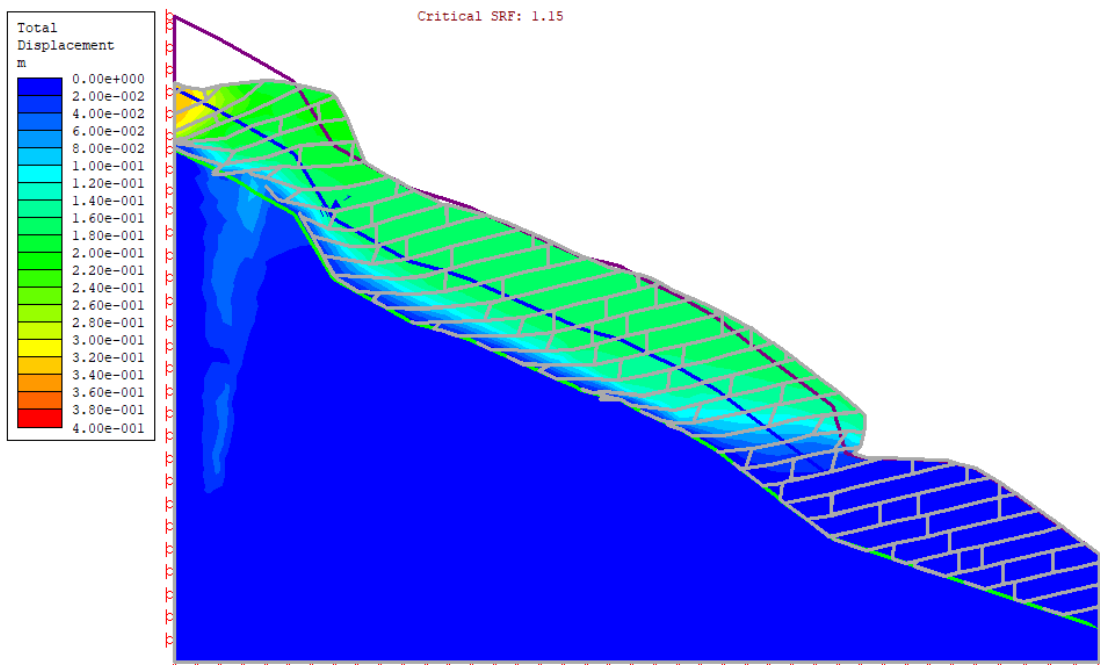 Critical SRF: 1.15
Total
Displacement
m
0.00e+000
2.00e-002
4.00e-002
6.00e-002
8.00e-002
1.00e-001
1.20e-001
1.40e-001
1.60e-001
1.80e-001
2.00e-001
2.20e-001
2.40e-001
2.60e-001
2.80e-001
3.00e-001
3.20e-001
3.40e-001
3.60e-001
3.80e-001
4.00e-001